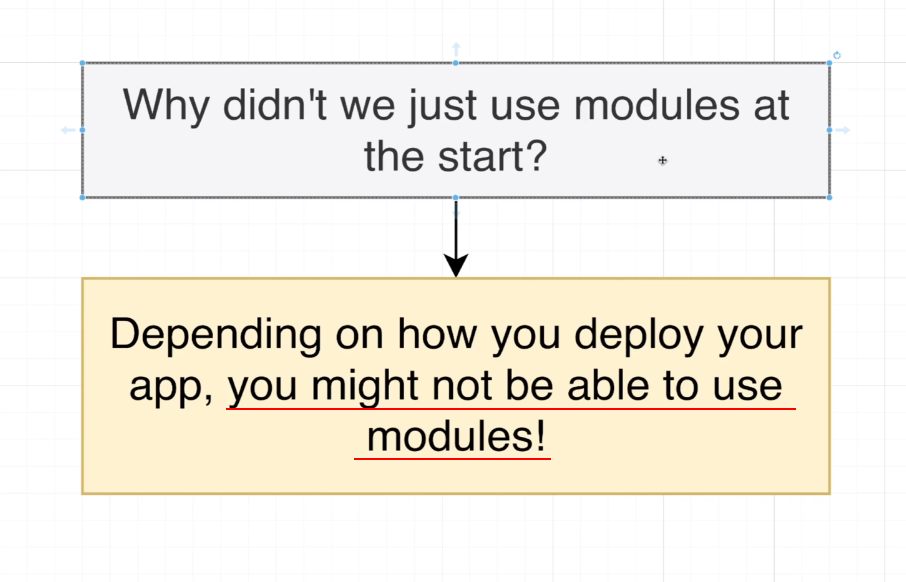 Why didn't we just use modules at
the start?
Depending on how you deploy your
app, you might not be able to use
modules!